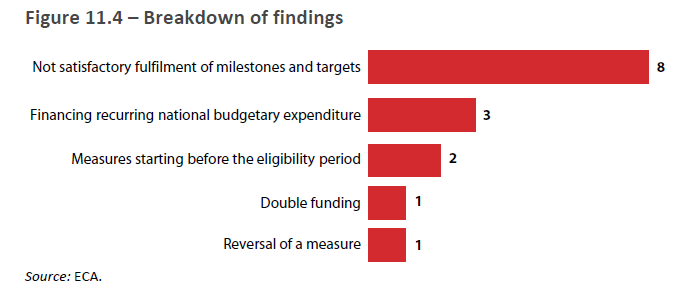 Figure 11.4 – Breakdown of findings
Not satisfactory fulfilment of milestones and targets 8
Financing recurring national budgetary expenditure 3
Measures starting before the eligibility period 2
Double funding 1
Reversal of a measure 1
Source: ECA.